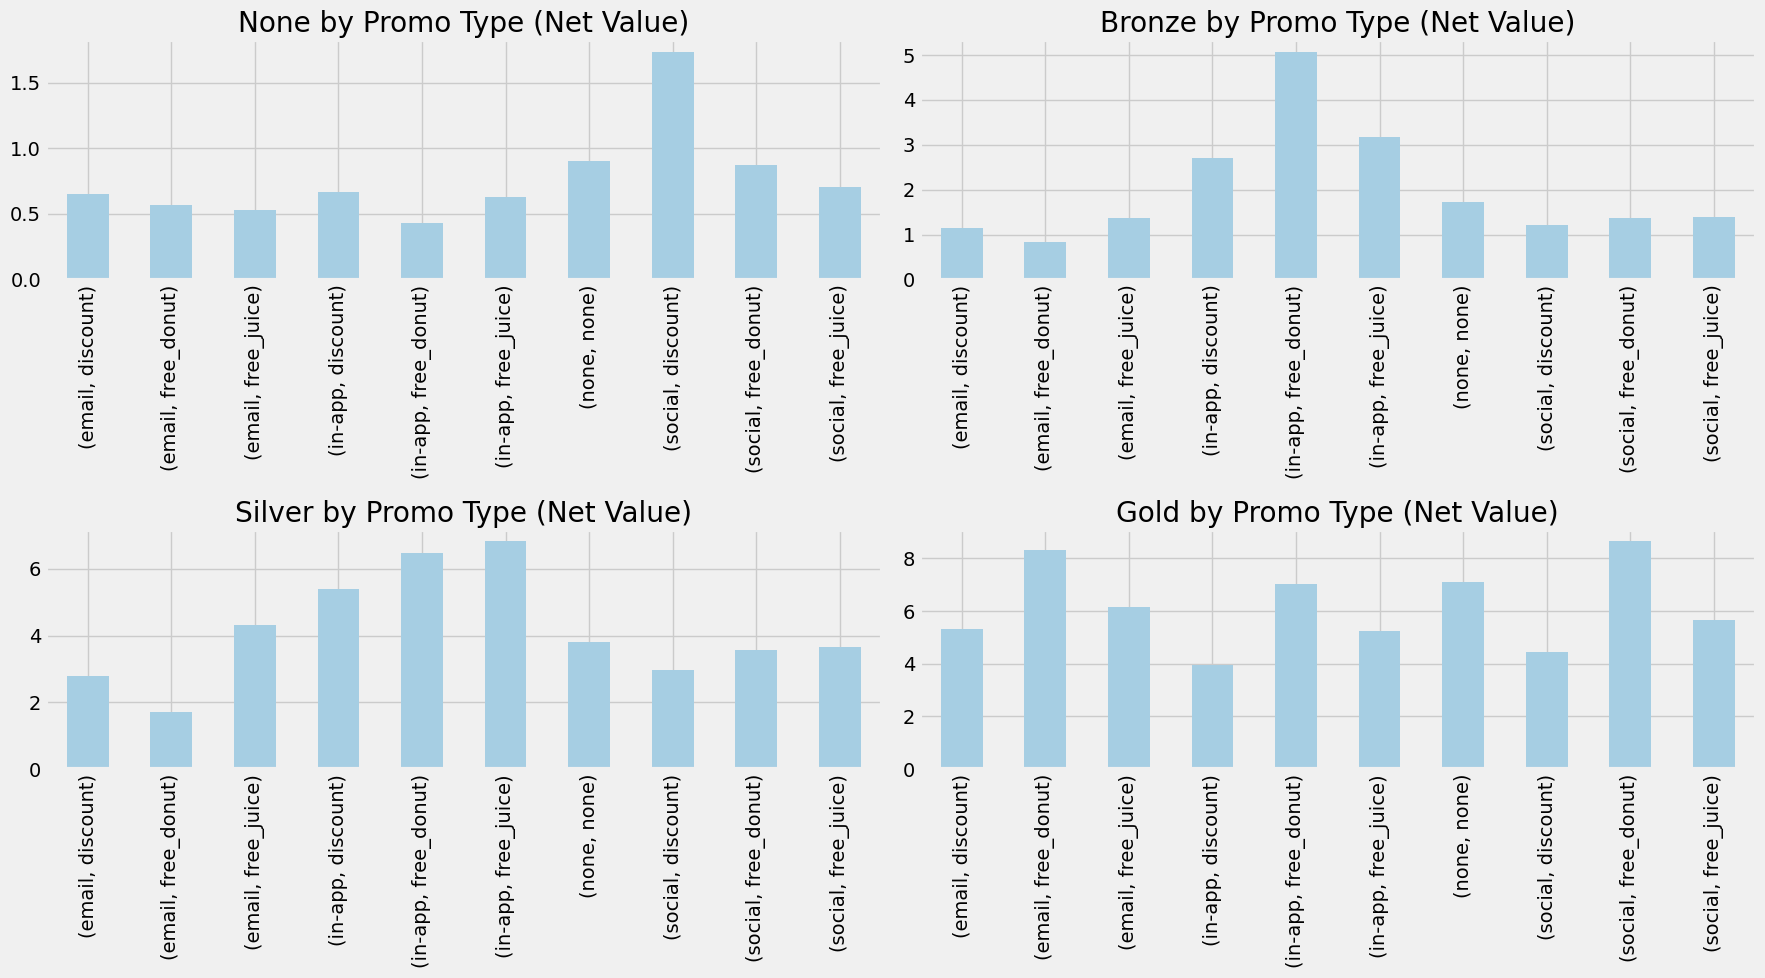 None by Promo Type (Net Value)
1.5
1.0
0.5
0.0
(email, discount)
(email, free_donut)
(email, free_juice)
(in-app, discount)
(in-app, free_donut)
(in-app, free_juice)
(none, none)
(social, discount)
(social, free_donut)
(social, free_juice)
Bronze by Promo Type (Net Value)
5
4
3
2
1
0
(email, discount)
(email, free_donut)
(email, free_juice)
(in-app, discount)
(in-app, free_donut)
(in-app, free_juice)
(none, none)
(social, discount)
(social, free_donut)
(social, free_juice)
Silver by Promo Type (Net Value)
6
4
2
0
(email, discount)
(email, free_donut)
(email, free_juice)
(in-app, discount)
(in-app, free_donut)
(in-app, free_juice)
(none, none)
(social, discount)
(social, free_donut)
(social, free_juice)
Gold by Promo Type (Net Value)
8
6
4
2
0
(email, discount)
(email, free_donut)
(email, free_juice)
(in-app, discount)
(in-app, free_donut)
(in-app, free_juice)
(none, none)
(social, discount)
(social, free_donut)
(social, free_juice)